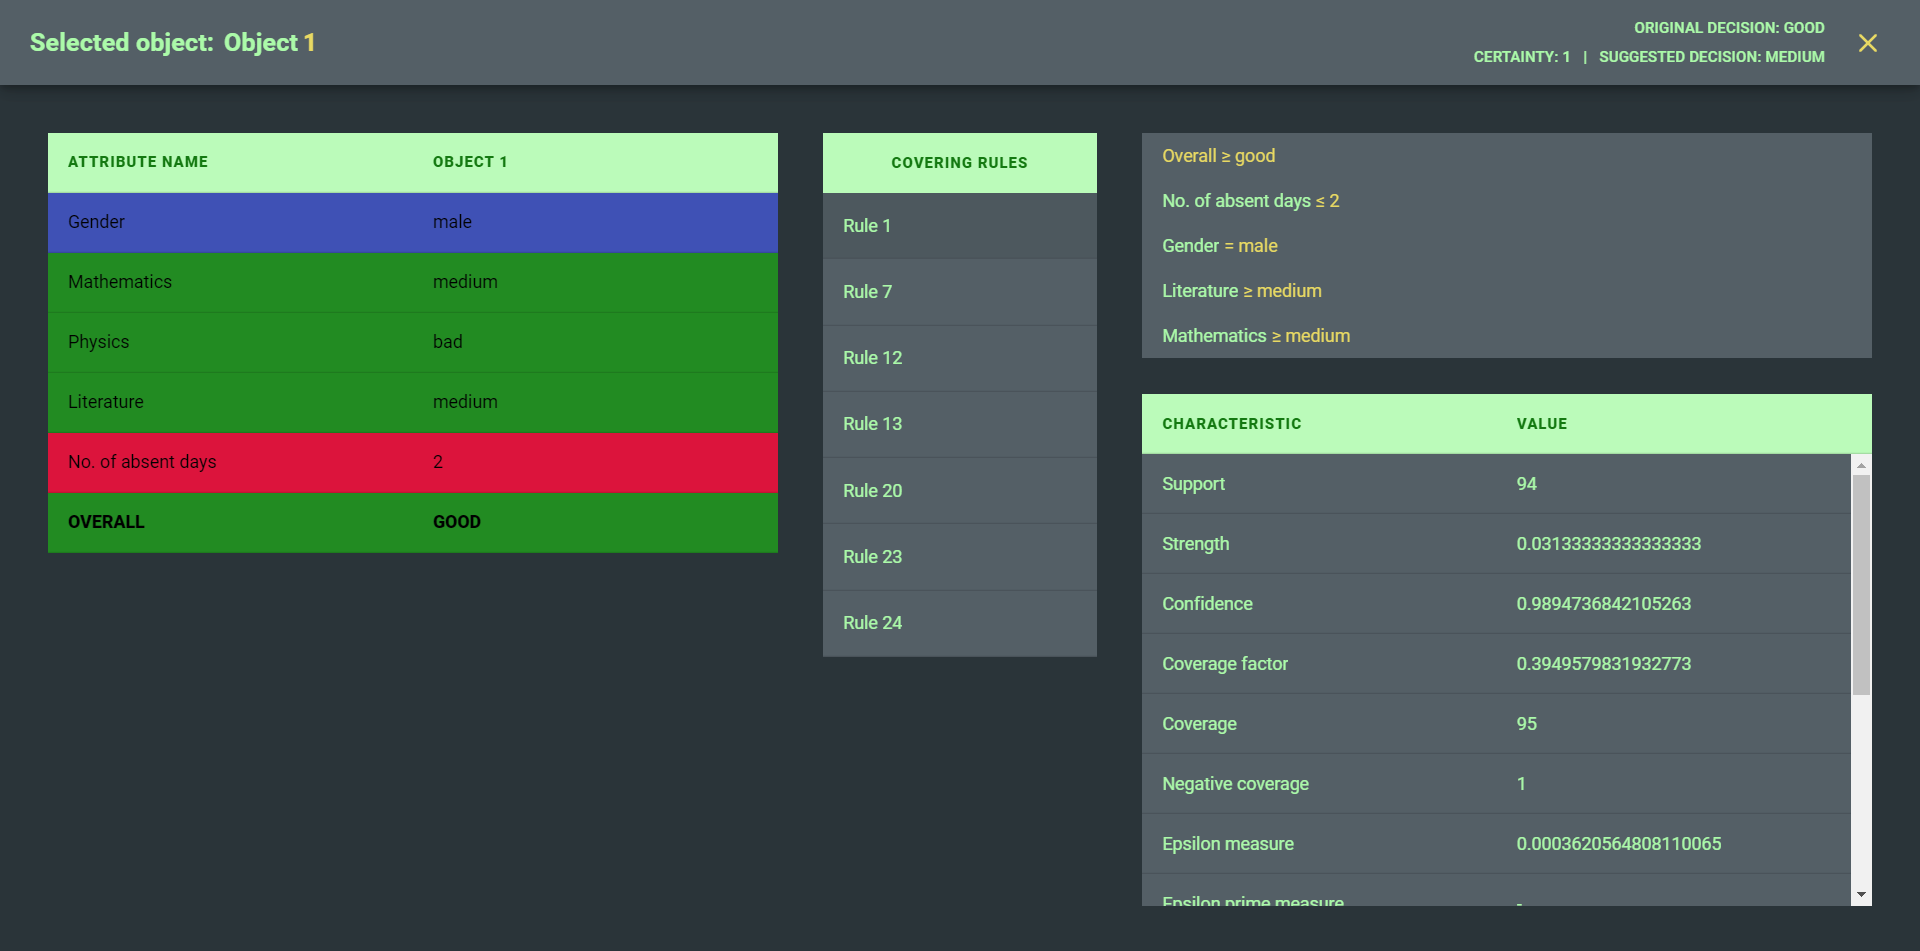 Selected object: Object 1
ORIGINAL DECISION: GOOD
CERTAINTY: 1 | SUGGESTED DECISION: MEDIUM
ATTRIBUTE NAME OBJECT 1
Gender male
Mathematics medium
Physics bad
Literature medium
No. of absent days 2
OVERALL GOOD
COVERING RULES
Rule 1
Rule 7
Rule 12
Rule 13
Rule 20
Rule 23
Rule 24
Overall ≥ good
No. of absent days ≤ 2
Gender = male
Literature ≥ medium
Mathematics ≥ medium
CHARACTERISTIC VALUE
Support 94
Strength 0.03133333333333333
Confidence 0.9894736842105263
Coverage factor 0.3949579831932773
Coverage 95
Negative coverage 1
Epsilon measure 0.0003620564808110065
Epsilon prime measure -